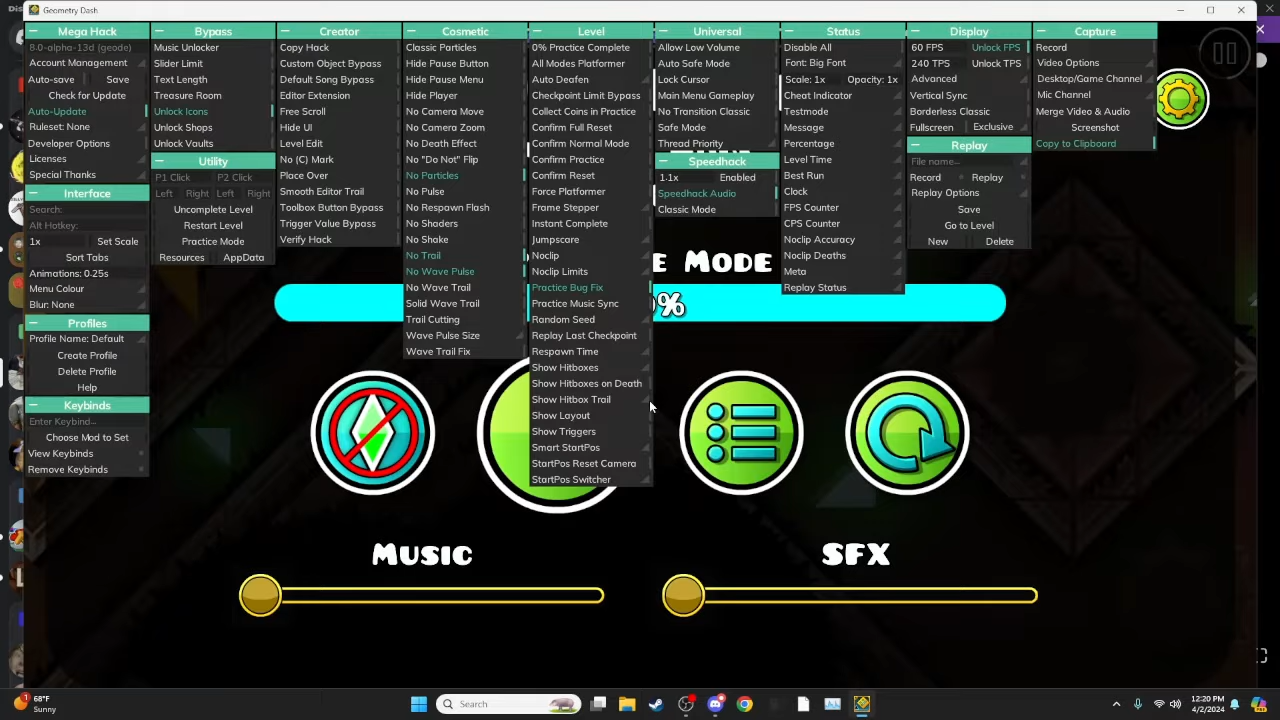 Geometry Dash
Mega Hack
8.0-alpha-13d (geode)
Account Management
Auto-save Save
Check for Update
Auto-Update
Ruleset: None
Developer Options
Licenses
Special Thanks
Interface
Search:
Alt Hotkey:
1x Set Scale
Sort Tabs
Animations: 0.25s
Menu Colour
Blur: None
Profiles
Profile Name: Default
Create Profile
Delete Profile
Help
Keybinds
Enter Keybind...
Choose Mod to Set
View Keybinds
Remove Keybinds
Bypass
Music Unlocker
Slider Limit
Text Length
Treasure Room
Unlock Icons
Unlock Shops
Unlock Vaults
Utility
P1 Click P2 Click
Left Right Left Right
Uncomplete Level
Restart Level
Practice Mode
Resources AppData
Creator
Copy Hack
Custom Object Bypass
Default Song Bypass
Editor Extension
Free Scroll
Hide UI
Level Edit
No (C) Mark
Place Over
Smooth Editor Trail
Toolbox Button Bypass
Trigger Value Bypass
Verify Hack
Cosmetic
Classic Particles
Hide Pause Button
Hide Pause Menu
Hide Player
No Camera Move
No Camera Zoom
No Death Effect
No "Do Not" Flip
No Particles
No Pulse
No Respawn Flash
No Shaders
No Shake
No Trail
No Wave Pulse
No Wave Trail
Solid Wave Trail
Trail Cutting
Wave Pulse Size
Wave Trail Fix
Level
0% Practice Complete
All Modes Platformer
Auto Deafen
Checkpoint Limit Bypass
Collect Coins in Practice
Confirm Full Reset
Confirm Normal Mode
Confirm Practice
Confirm Reset
Force Platformer
Frame Stepper
Instant Complete
Jumpscare
Noclip
Noclip Limits
Practice Bug Fix
Practice Music Sync
Random Seed
Replay Last Checkpoint
Respawn Time
Show Hitboxes
Show Hitboxes on Death
Show Hitbox Trail
Show Layout
Show Triggers
Smart StartPos
StartPos Reset Camera
StartPos Switcher
Universal
Allow Low Volume
Auto Safe Mode
Lock Cursor
Main Menu Gameplay
No Transition Classic
Safe Mode
Thread Priority
Speedhack
1.1x Enabled
Speedhack Audio
Classic Mode
Status
Disable All
Font: Big Font
Scale: 1x Opacity: 1x
Cheat Indicator
Testmode
Message
Percentage
Level Time
Best Run
Clock
FPS Counter
CPS Counter
Noclip Accuracy
Noclip Deaths
Meta
Replay Status
Display
60 FPS Unlock FPS
240 TPS Unlock TPS
Advanced
Vertical Sync
Borderless Classic
Fullscreen Exclusive
Replay
File name...
Record Replay
Replay Options
Save
Go to Level
New Delete
Capture
Record
Video Options
Desktop/Game Channel
Mic Channel
Merge Video & Audio
Screenshot
Copy to Clipboard
e Mode
%
Music SFX
68°F
Sunny
Search
12:20 PM
4/2/2024